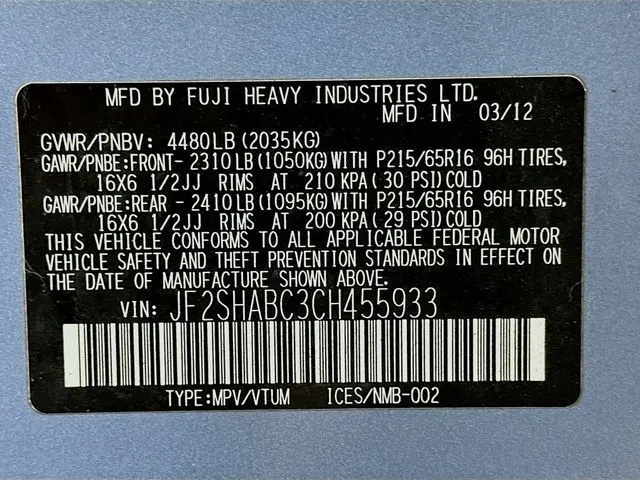 MFD BY FUJI HEAVY INDUSTRIES LTD.
MFD IN 03/12
GVWR/PNBV: 4480LB (2035KG)
GAWR/PNBE:FRONT- 2310LB (1050KG) WITH P215/65R16 96H TIRES,
16X6 1/2JJ RIMS AT 210 KPA ( 30 PSI) COLD
GAWR/PNBE:REAR - 2410LB (1095KG) WITH P215/65R16 96H TIRES,
16X6 1/2JJ RIMS AT 200 KPA ( 29 PSI) COLD
THIS VEHICLE CONFORMS TO ALL APPLICABLE FEDERAL MOTOR
VEHICLE SAFETY AND THEFT PREVENTION STANDARDS IN EFFECT ON
THE DATE OF MANUFACTURE SHOWN ABOVE.
VIN: JF2SHABC3CH455933
TYPE:MPV/VTUM ICES/NMB-002